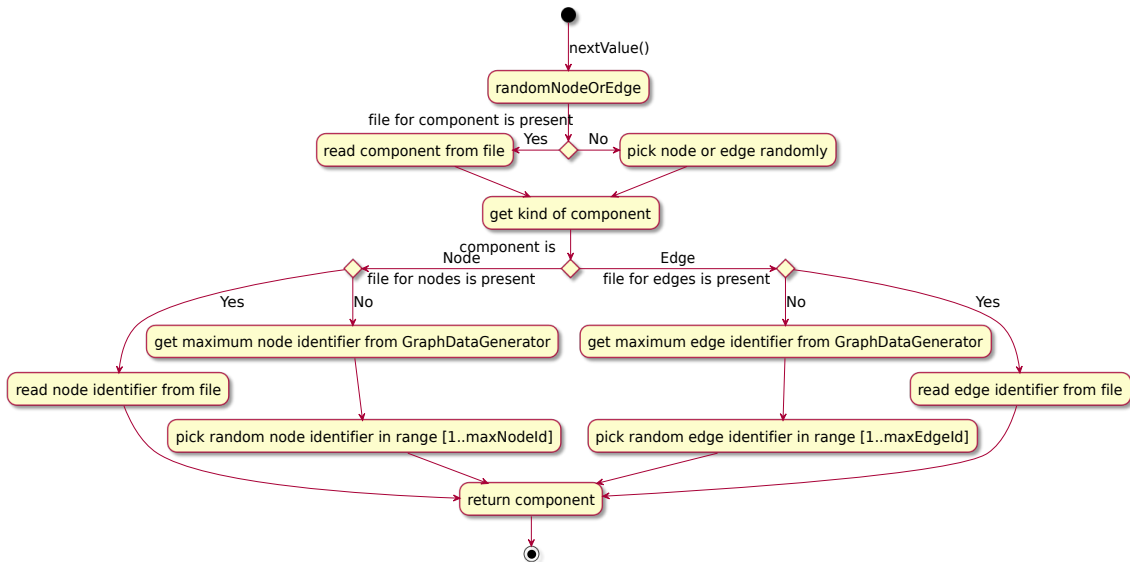 nextValue()
randomNodeOrEdge
file for component is present
Yes
No
read component from file
pick node or edge randomly
get kind of component
component is
Node
Edge
file for nodes is present
file for edges is present
Yes
No
No
Yes
get maximum node identifier from GraphDataGenerator
get maximum edge identifier from GraphDataGenerator
read node identifier from file
read edge identifier from file
pick random node identifier in range [1..maxNodeId]
pick random edge identifier in range [1..maxEdgeId]
return component